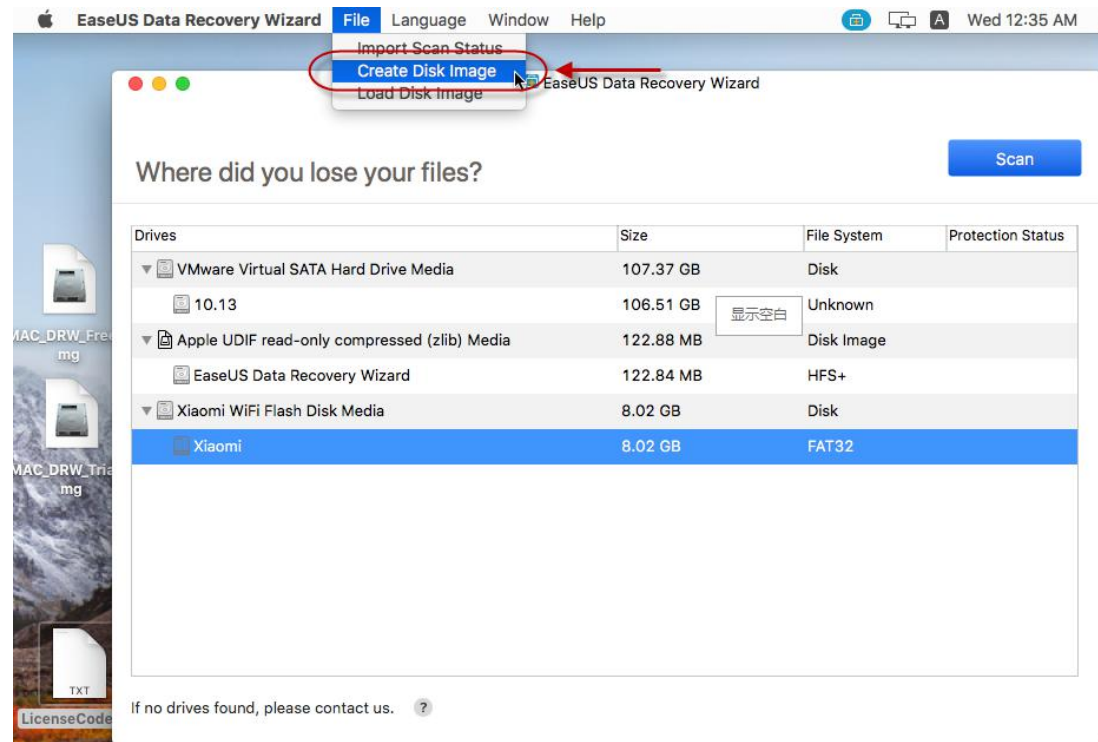 EaseUS Data Recovery Wizard File Language Window Help A Wed 12:35 AM
Import Scan Status
Create Disk Image
Load Disk Image
EaseUS Data Recovery Wizard
Where did you lose your files?
Scan
Drives Size File System Protection Status
VMware Virtual SATA Hard Drive Media 107.37 GB Disk
10.13 106.51 GB Unknown
显示空白
Apple UDIF read-only compressed (zlib) Media 122.88 MB Disk Image
EaseUS Data Recovery Wizard 122.84 MB HFS+
Xiaomi WiFi Flash Disk Media 8.02 GB Disk
Xiaomi 8.02 GB FAT32
MAC_DRW_Free
mg
MAC_DRW_Tria
mg
TXT
LicenseCode
If no drives found, please contact us. ?